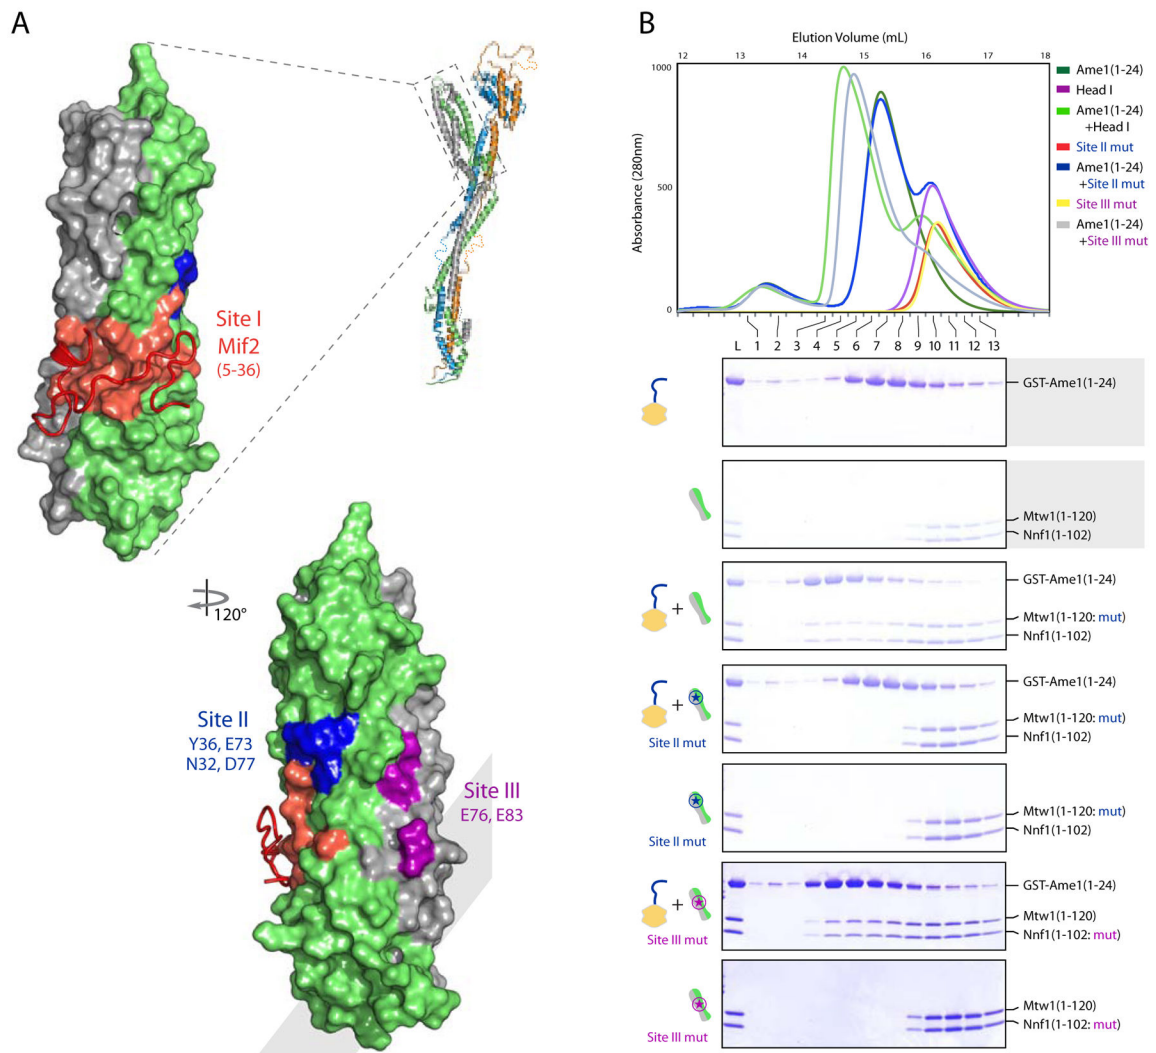 A
Site I
Mif2
(5-36)
120°
Site II
Y36, E73
N32, D77
Site III
E76, E83
B
Elution Volume (mL)
12 13 14 15 16 17 18
Absorbance (280nm)
1000
500
0
Ame1(1-24)
Head I
Ame1(1-24)
+Head I
Site II mut
Ame1(1-24)
+Site II mut
Site III mut
Ame1(1-24)
+Site III mut
L 1 2 3 4 5 6 7 8 9 10 11 12 13
GST-Ame1(1-24)
Mtw1(1-120)
Nnf1(1-102)
+
GST-Ame1(1-24)
Mtw1(1-120: mut)
Nnf1(1-102)
+
Site II mut
GST-Ame1(1-24)
Mtw1(1-120: mut)
Nnf1(1-102)
Site II mut
Mtw1(1-120: mut)
Nnf1(1-102)
+
Site III mut
GST-Ame1(1-24)
Mtw1(1-120)
Nnf1(1-102: mut)
Site III mut
Mtw1(1-120)
Nnf1(1-102: mut)